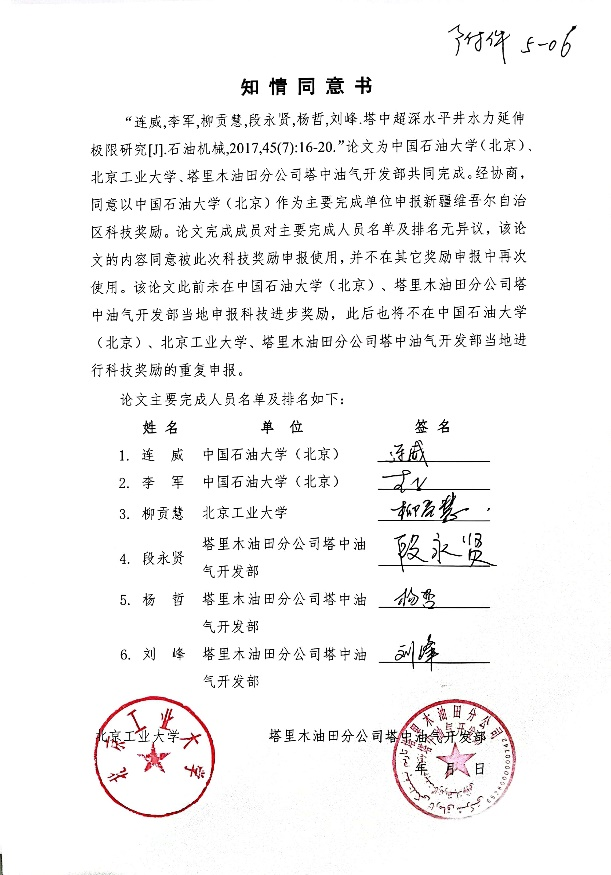 附件 5-06
知情同意书
“连威,李军,柳贡慧,段永贤,杨哲,刘峰.塔中超深水平井水力延伸
极限研究[J].石油机械,2017,45(7):16-20.”论文为中国石油大学（北京）、
北京工业大学、塔里木油田分公司塔中油气开发部共同完成。经协商，
同意以中国石油大学（北京）作为主要完成单位申报新疆维吾尔自治
区科技奖励。论文完成成员对主要完成人员名单及排名无异议，该论
文的内容同意被此次科技奖励申报使用，并不在其它奖励申报中再次
使用。该论文此前未在中国石油大学（北京）、塔里木油田分公司塔
中油气开发部当地申报科技进步奖励，此后也将不在中国石油大学
（北京）、北京工业大学、塔里木油田分公司塔中油气开发部当地进
行科技奖励的重复申报。
论文主要完成人员名单及排名如下：
姓名 单位 签名
1. 连 威 中国石油大学（北京） 连威
2. 李 军 中国石油大学（北京）
3. 柳贡慧 北京工业大学 柳贡慧
4. 段永贤 塔里木油田分公司塔中油 段永贤
气开发部
5. 杨 哲 塔里木油田分公司塔中油 杨哲
气开发部
6. 刘 峰 塔里木油田分公司塔中油 刘峰
气开发部
北京工业大学 塔里木油田分公司塔中油气开发部
年 月 日
北京工业大学